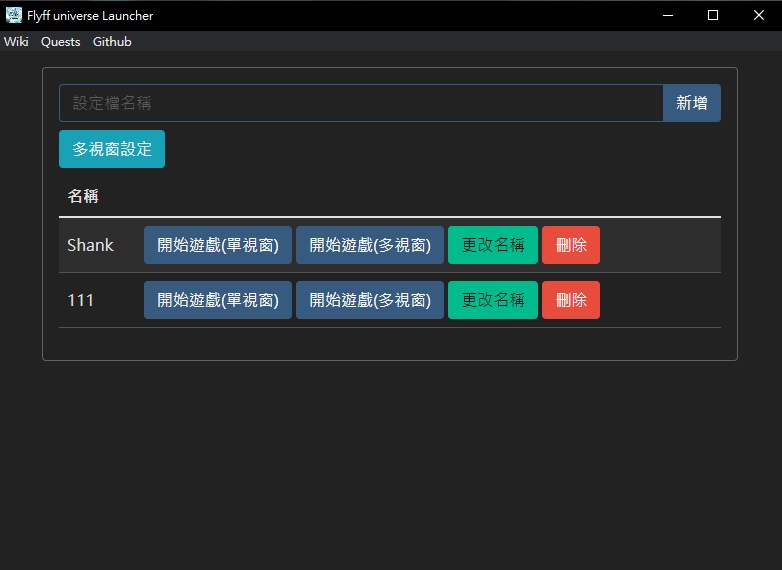 Flyff universe Launcher
Wiki Quests Github
設定檔名稱 新增
多視窗設定
名稱
Shank 開始遊戲(單視窗) 開始遊戲(多視窗) 更改名稱 刪除
111 開始遊戲(單視窗) 開始遊戲(多視窗) 更改名稱 刪除